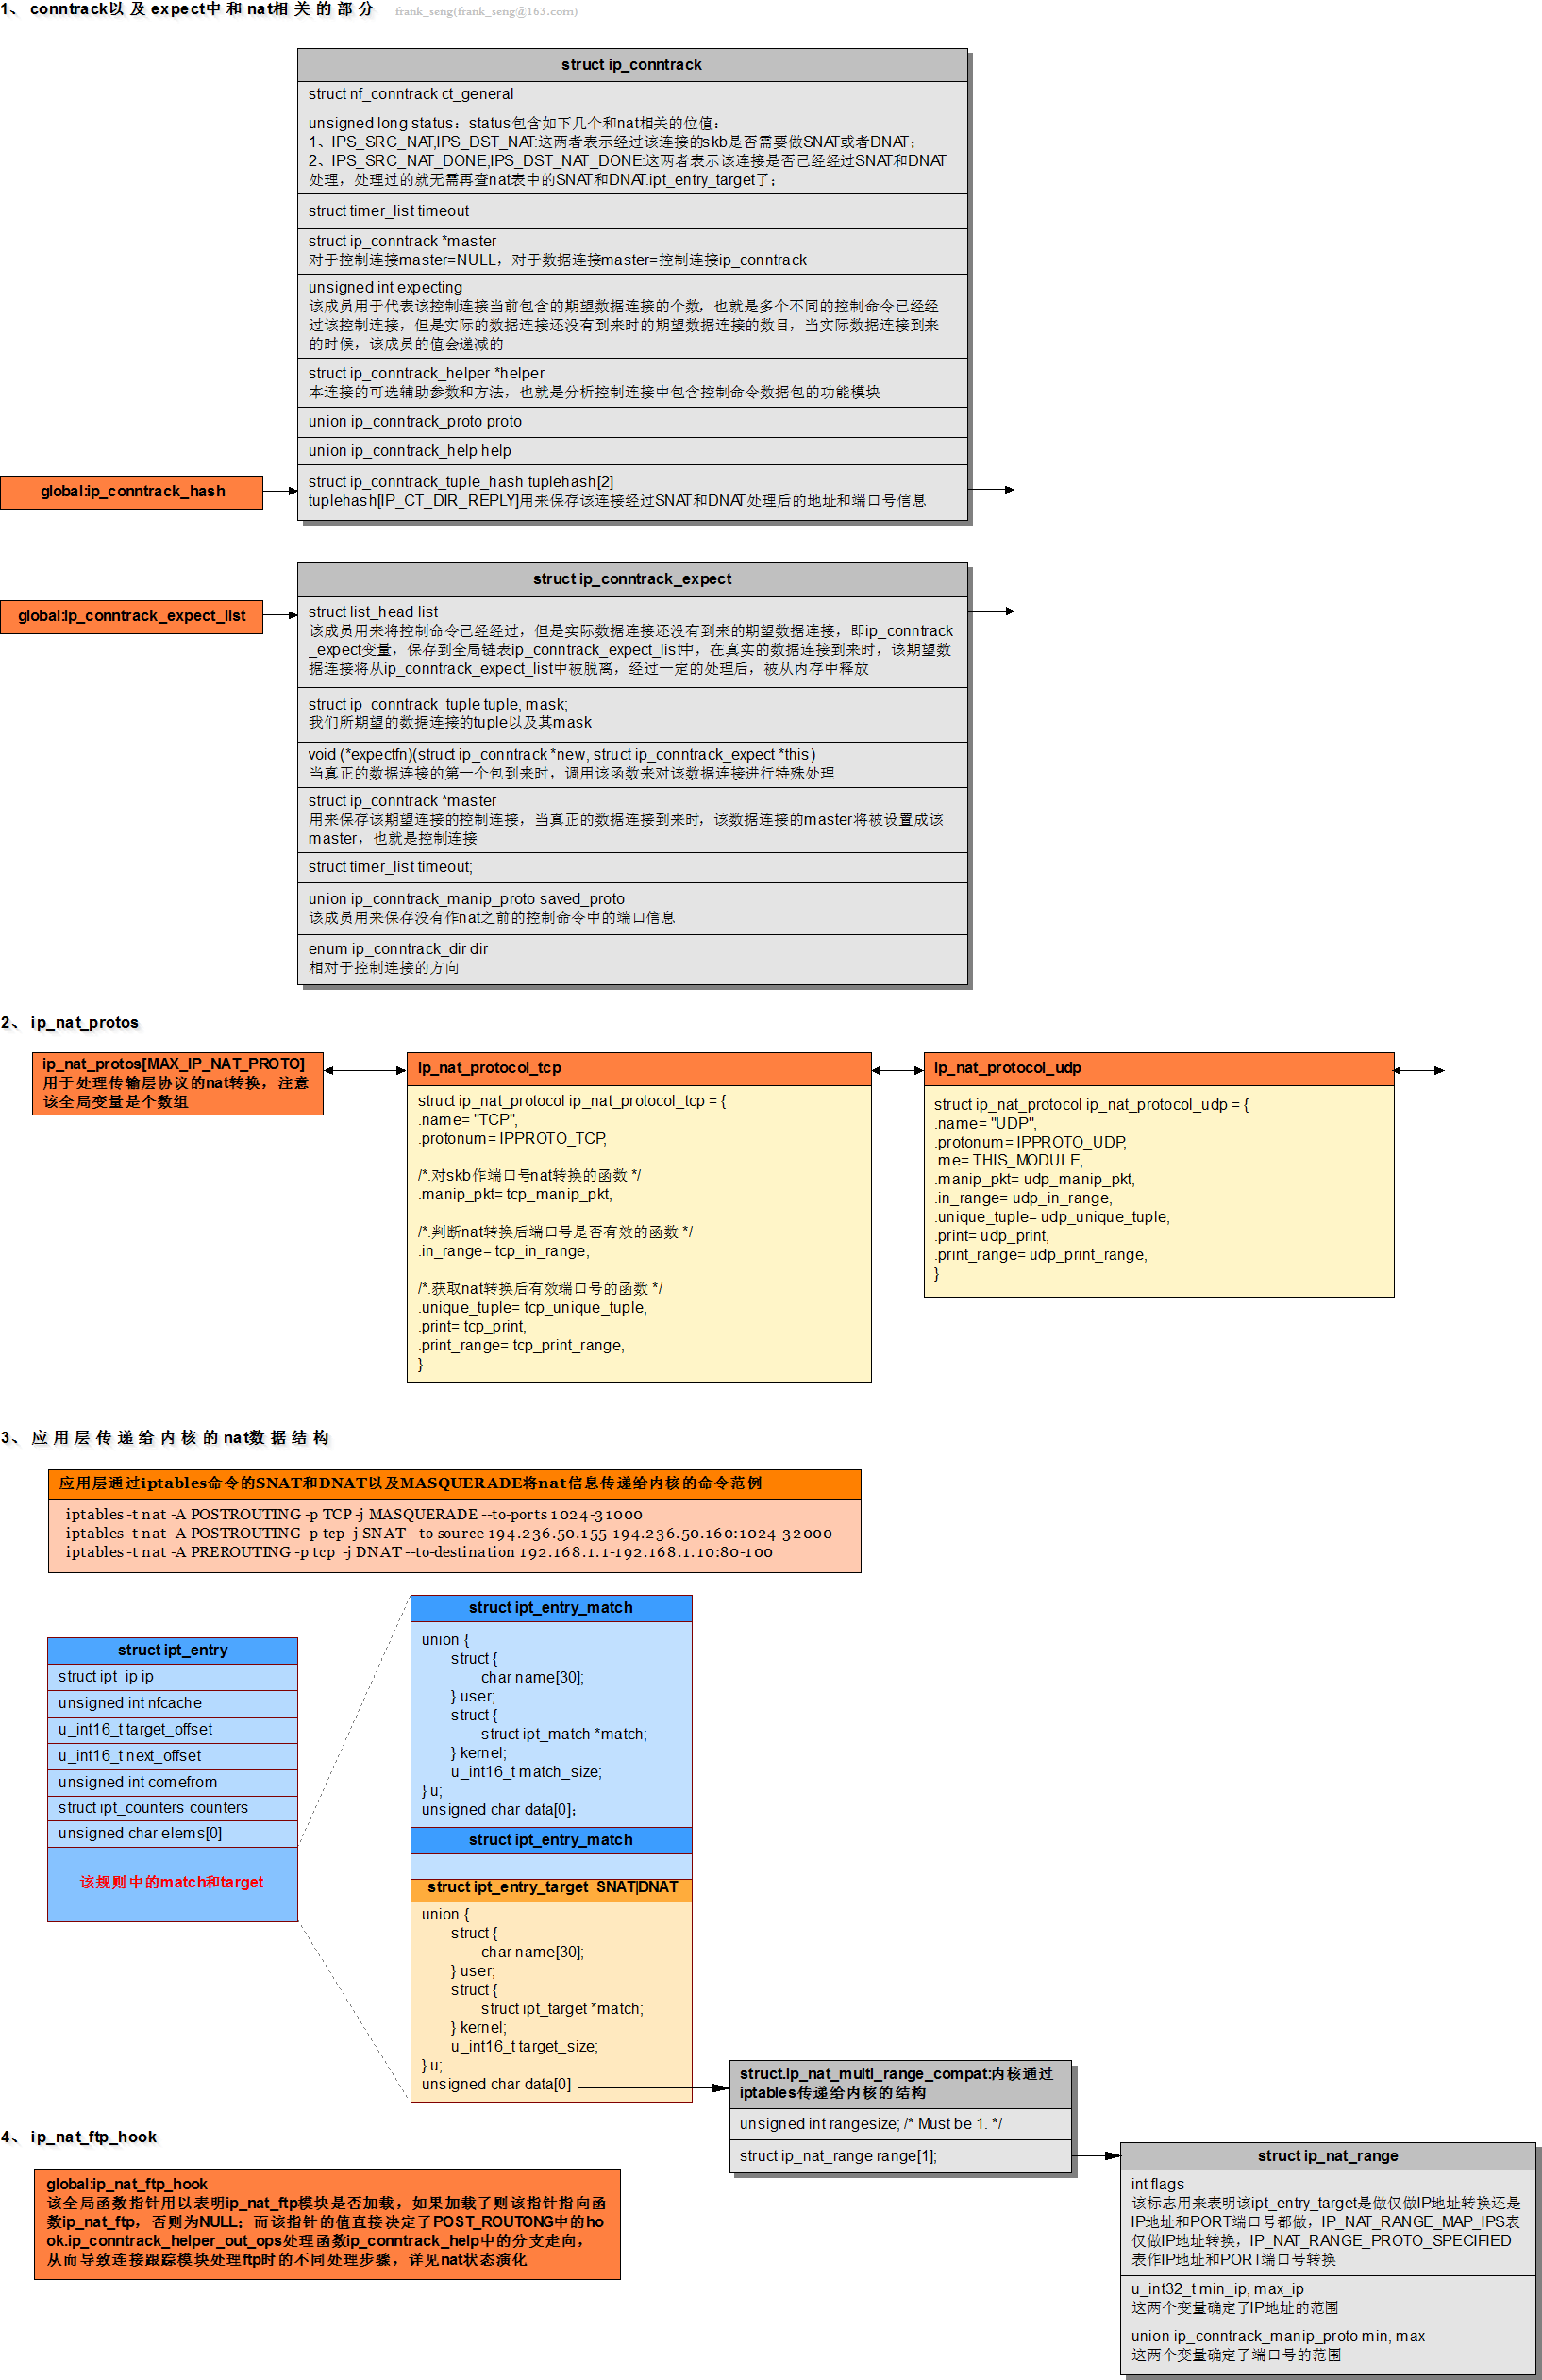 1、 conntrack以及expect中和nat相关的部分
frank_seng(frank_seng@163.com)
struct ip_conntrack
struct nf_conntrack ct_general
unsigned long status：status包含如下几个和nat相关的位值：
1、IPS_SRC_NAT,IPS_DST_NAT:这两者表示经过该连接的skb是否需要做SNAT或者DNAT；
2、IPS_SRC_NAT_DONE,IPS_DST_NAT_DONE:这两者表示该连接是否已经经过SNAT和DNAT
处理，处理过的就无需再查nat表中的SNAT和DNAT.ipt_entry_target了；
struct timer_list timeout
struct ip_conntrack *master
对于控制连接master=NULL，对于数据连接master=控制连接ip_conntrack
unsigned int expecting
该成员用于代表该控制连接当前包含的期望数据连接的个数，也就是多个不同的控制命令已经经
过该控制连接，但是实际的数据连接还没有到来时的期望数据连接的数目，当实际数据连接到来
的时候，该成员的值会递减的
struct ip_conntrack_helper *helper
本连接的可选辅助参数和方法，也就是分析控制连接中包含控制命令数据包的功能模块
union ip_conntrack_proto proto
union ip_conntrack_help help
global:ip_conntrack_hash
struct ip_conntrack_tuple_hash tuplehash[2]
tuplehash[IP_CT_DIR_REPLY]用来保存该连接经过SNAT和DNAT处理后的地址和端口号信息
struct ip_conntrack_expect
global:ip_conntrack_expect_list
struct list_head list
该成员用来将控制命令已经经过，但是实际数据连接还没有到来的期望数据连接，即ip_conntrack
_expect变量，保存到全局链表ip_conntrack_expect_list中，在真实的数据连接到来时，该期望数
据连接将从ip_conntrack_expect_list中被脱离，经过一定的处理后，被从内存中释放
struct ip_conntrack_tuple tuple, mask;
我们所期望的数据连接的tuple以及其mask
void (*expectfn)(struct ip_conntrack *new, struct ip_conntrack_expect *this)
当真正的数据连接的第一个包到来时，调用该函数来对该数据连接进行特殊处理
struct ip_conntrack *master
用来保存该期望连接的控制连接，当真正的数据连接到来时，该数据连接的master将被设置成该
master，也就是控制连接
struct timer_list timeout;
union ip_conntrack_manip_proto saved_proto
该成员用来保存没有作nat之前的控制命令中的端口信息
enum ip_conntrack_dir dir
相对于控制连接的方向
2、 ip_nat_protos
ip_nat_protos[MAX_IP_NAT_PROTO]
用于处理传输层协议的nat转换，注意
该全局变量是个数组
ip_nat_protocol_tcp
struct ip_nat_protocol ip_nat_protocol_tcp = {
.name= "TCP",
.protonum= IPPROTO_TCP,
/*.对skb作端口号nat转换的函数 */
.manip_pkt= tcp_manip_pkt,
/*.判断nat转换后端口号是否有效的函数 */
.in_range= tcp_in_range,
/*.获取nat转换后有效端口号的函数 */
.unique_tuple= tcp_unique_tuple,
.print= tcp_print,
.print_range= tcp_print_range,
}
ip_nat_protocol_udp
struct ip_nat_protocol ip_nat_protocol_udp = {
.name= "UDP",
.protonum= IPPROTO_UDP,
.me= THIS_MODULE,
.manip_pkt= udp_manip_pkt,
.in_range= udp_in_range,
.unique_tuple= udp_unique_tuple,
.print= udp_print,
.print_range= udp_print_range,
}
3、应用层传递给内核的nat数据结构
应用层通过iptables命令的SNAT和DNAT以及MASQUERADE将nat信息传递给内核的命令范例
iptables -t nat -A POSTROUTING -p TCP -j MASQUERADE --to-ports 1024-31000
iptables -t nat -A POSTROUTING -p tcp -j SNAT --to-source 194.236.50.155-194.236.50.160:1024-32000
iptables -t nat -A PREROUTING -p tcp -j DNAT --to-destination 192.168.1.1-192.168.1.10:80-100
struct ipt_entry
struct ipt_ip ip
unsigned int nfcache
u_int16_t target_offset
u_int16_t next_offset
unsigned int comefrom
struct ipt_counters counters
unsigned char elems[0]
该规则中的match和target
struct ipt_entry_match
union {
struct {
char name[30];
} user;
struct {
struct ipt_match *match;
} kernel;
u_int16_t match_size;
} u;
unsigned char data[0];
struct ipt_entry_match
.....
struct ipt_entry_target SNAT|DNAT
union {
struct {
char name[30];
} user;
struct {
struct ipt_target *match;
} kernel;
u_int16_t target_size;
} u;
unsigned char data[0]
struct.ip_nat_multi_range_compat:内核通过
iptables传递给内核的结构
unsigned int rangesize; /* Must be 1. */
struct ip_nat_range range[1];
struct ip_nat_range
int flags
该标志用来表明该ipt_entry_target是做仅做IP地址转换还是
IP地址和PORT端口号都做，IP_NAT_RANGE_MAP_IPS表
仅做IP地址转换，IP_NAT_RANGE_PROTO_SPECIFIED
表作IP地址和PORT端口号转换
u_int32_t min_ip, max_ip
这两个变量确定了IP地址的范围
union ip_conntrack_manip_proto min, max
这两个变量确定了端口号的范围
4、 ip_nat_ftp_hook
global:ip_nat_ftp_hook
该全局函数指针用以表明ip_nat_ftp模块是否加载，如果加载了则该指针指向函
数ip_nat_ftp，否则为NULL；而该指针的值直接决定了POST_ROUTONG中的ho
ok.ip_conntrack_helper_out_ops处理函数ip_conntrack_help中的分支走向，
从而导致连接跟踪模块处理ftp时的不同处理步骤，详见nat状态演化